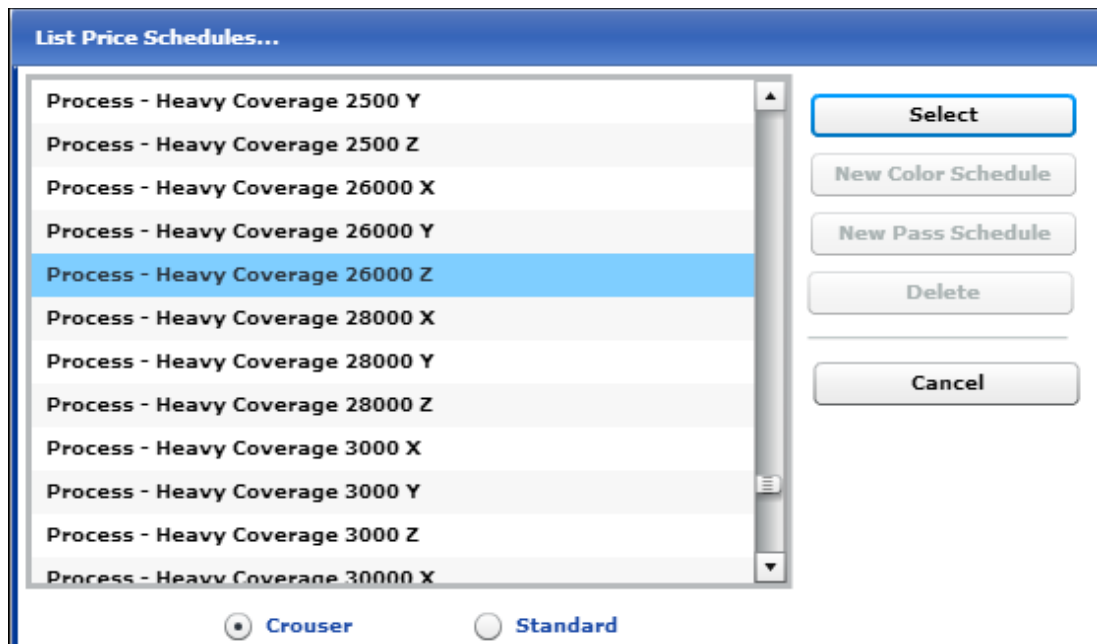 List Price Schedules...
Process - Heavy Coverage 2500 Y
Process - Heavy Coverage 2500 Z
Process - Heavy Coverage 26000 X
Process - Heavy Coverage 26000 Y
Process - Heavy Coverage 26000 Z
Process - Heavy Coverage 28000 X
Process - Heavy Coverage 28000 Y
Process - Heavy Coverage 28000 Z
Process - Heavy Coverage 3000 X
Process - Heavy Coverage 3000 Y
Process - Heavy Coverage 3000 Z
Process - Heavy Coverage 30000 X
Select
New Color Schedule
New Pass Schedule
Delete
Cancel
Crouser
Standard